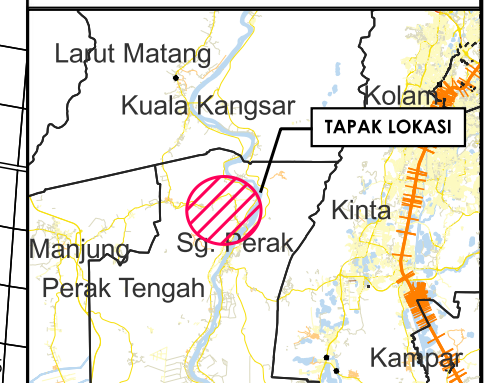 Larut Matang
Kuala Kangsar
Kolam
TAPAK LOKASI
Kinta
Manjung
Sg. Perak
Perak Tengah
Kampar